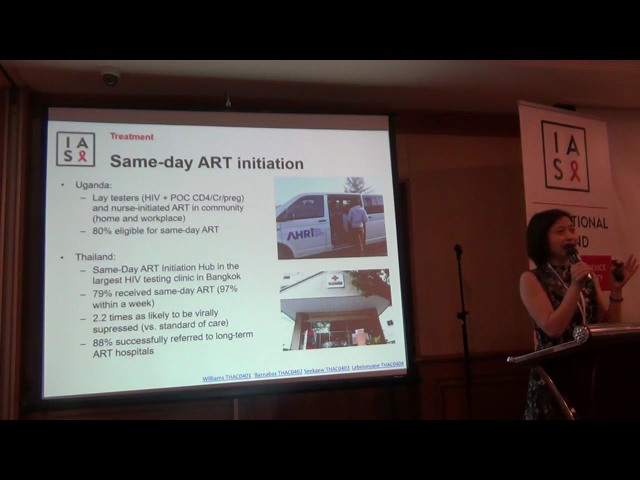 IAS
Treatment
Same-day ART initiation
• Uganda:
– Lay testers (HIV + POC CD4/Cr/preg)
and nurse-initiated ART in community
(home and workplace)
– 80% eligible for same-day ART
• Thailand:
– Same-Day ART Initiation Hub in the
largest HIV testing clinic in Bangkok
– 79% received same-day ART (97%
within a week)
– 2.2 times as likely to be virally
supressed (vs. standard of care)
– 88% successfully referred to long-term
ART hospitals
AHRI
Williams THAC0401 Barnabas THAC0402 Seekaew THAC0403 Lebelonyane THAC0404
IAS